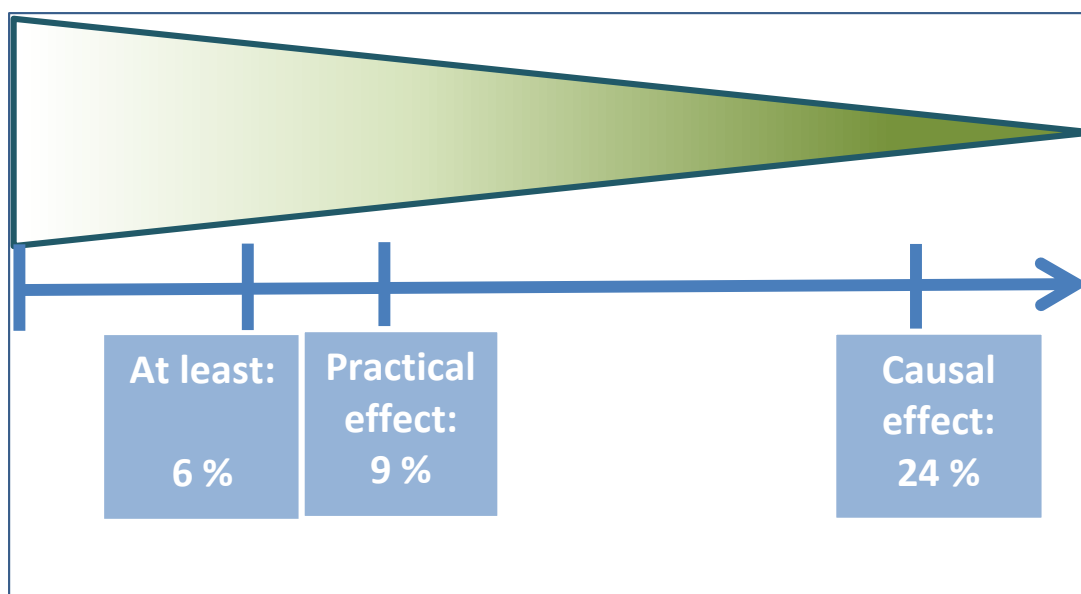 At least:
6 %
Practical
effect:
9 %
Causal
effect:
24 %